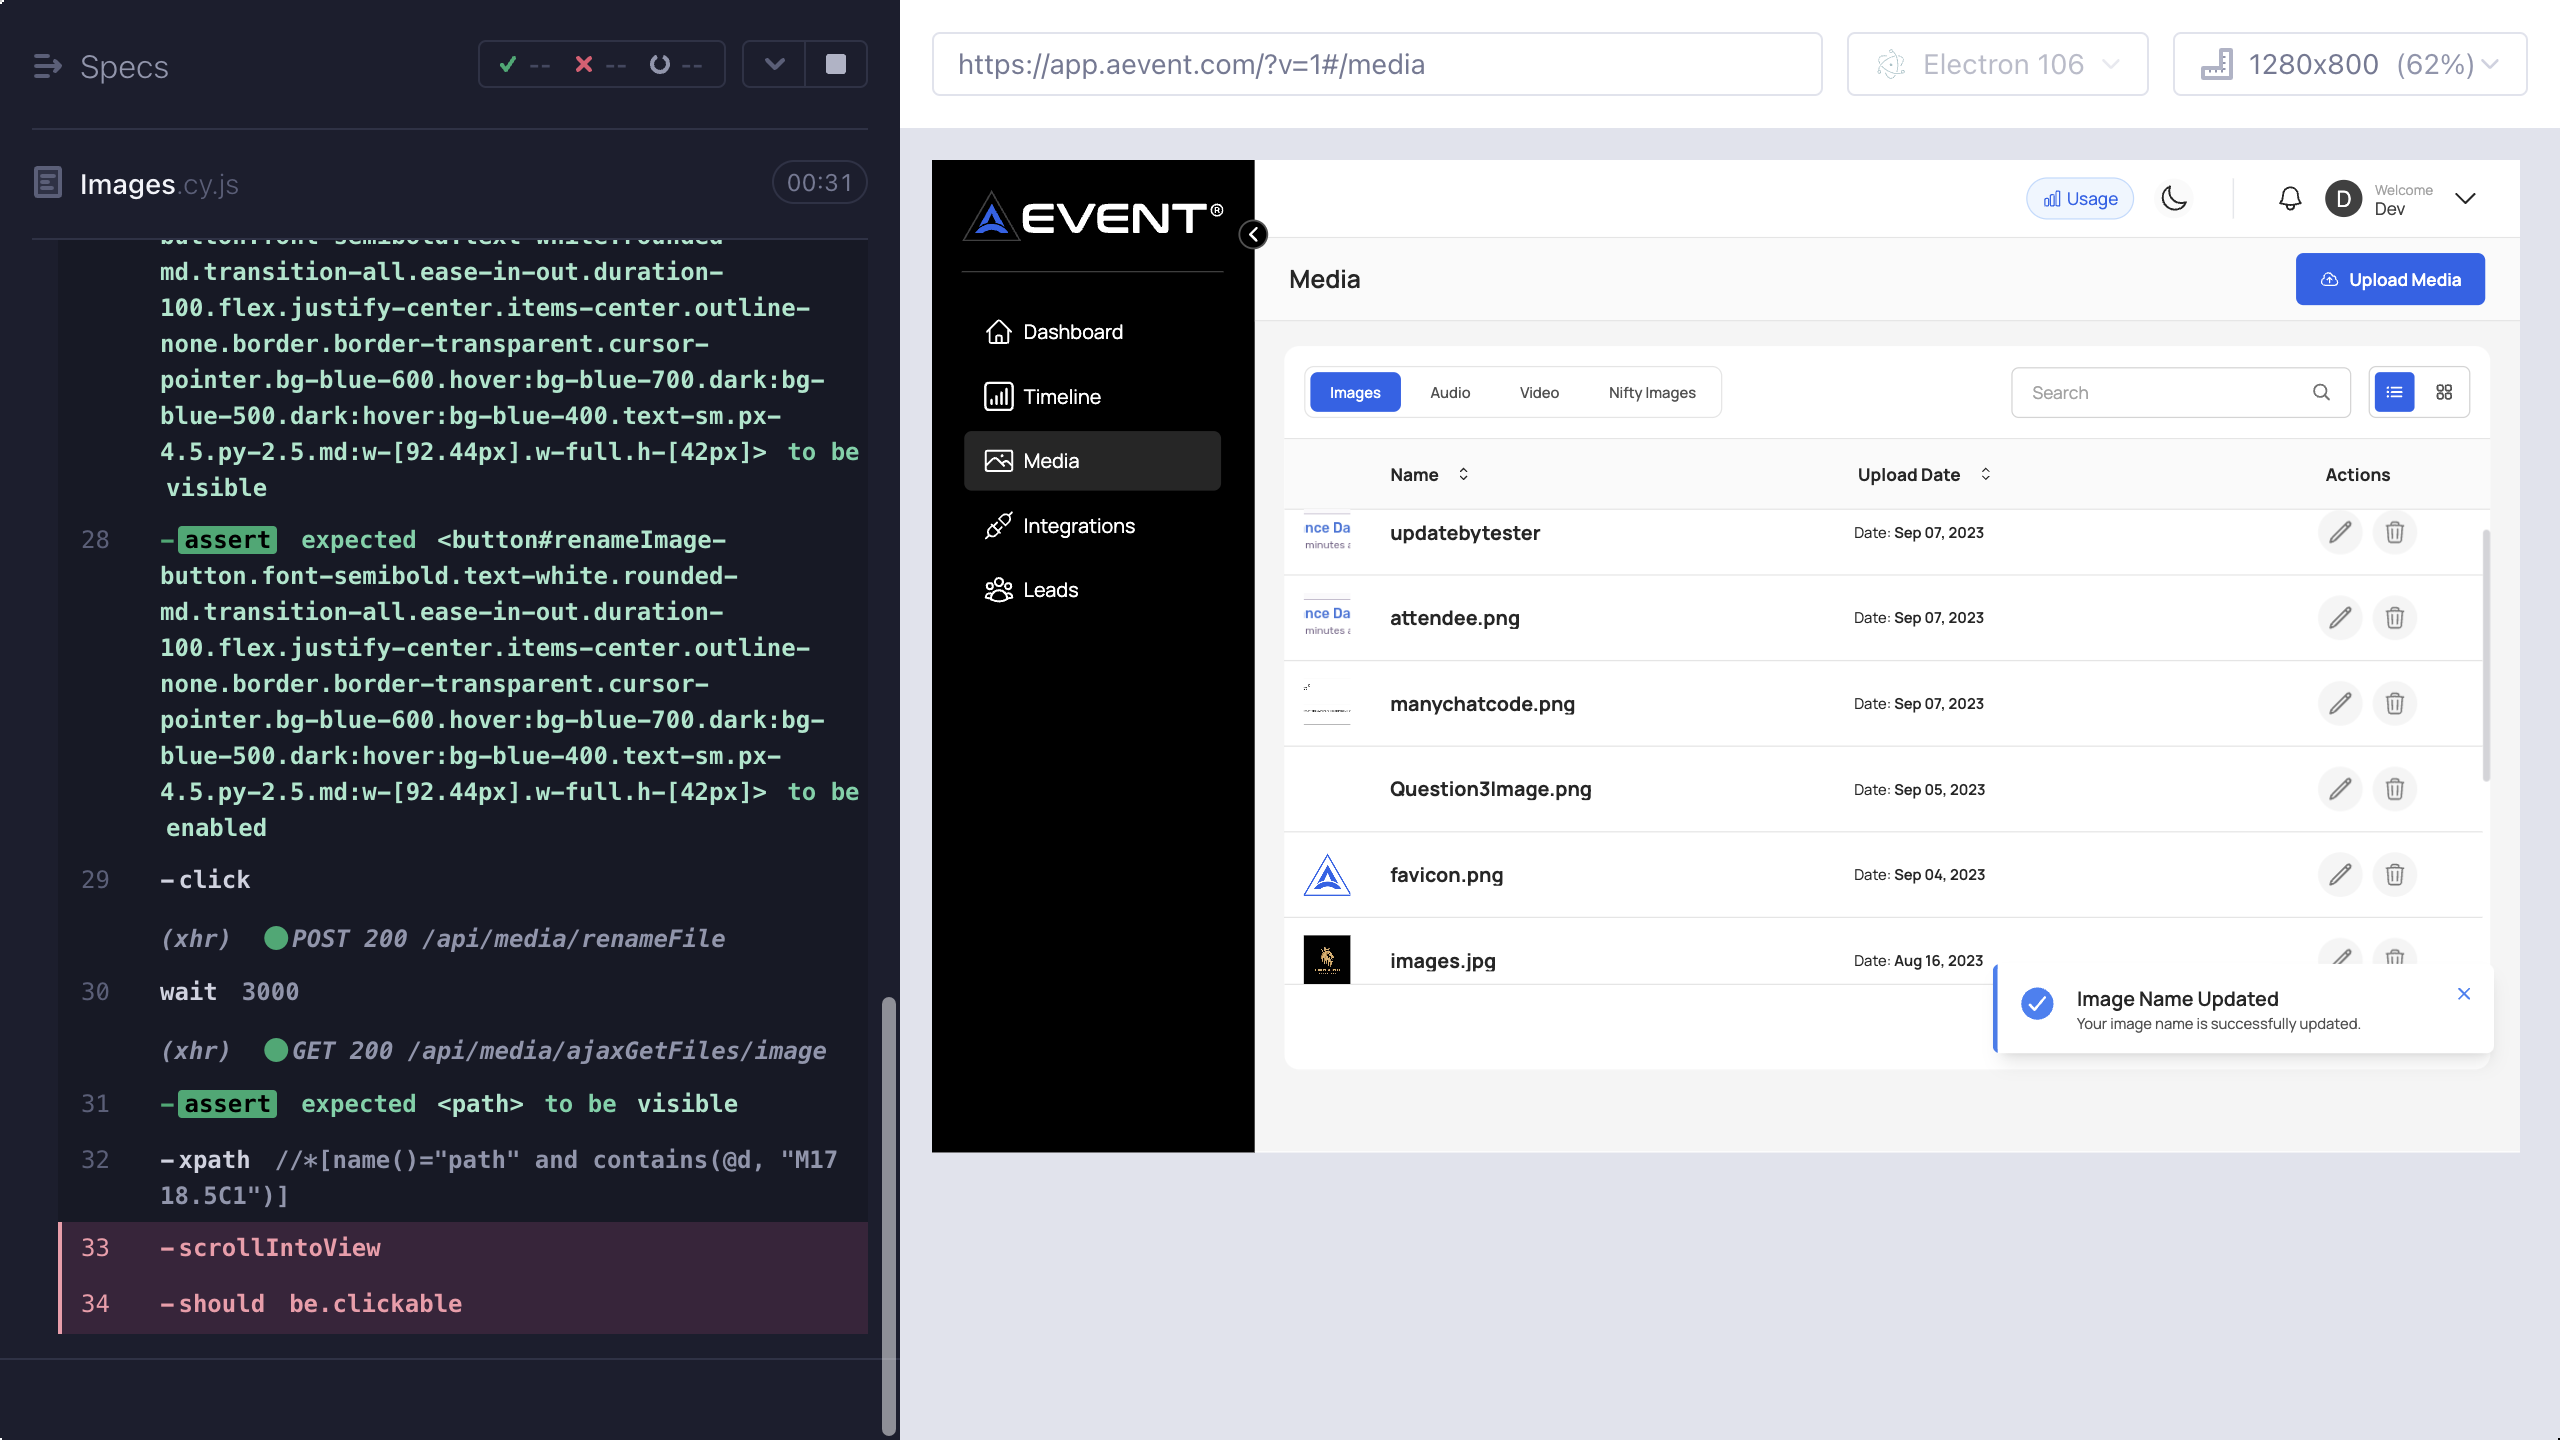 Specs
-- -- --
Images.cy.js
00:31
button.font-semibold.text-white.rounded-
md.transition-all.ease-in-out.duration-
100.flex.justify-center.items-center.outline-
none.border.border-transparent.cursor-
pointer.bg-blue-600.hover:bg-blue-700.dark:bg-
blue-500.dark:hover:bg-blue-400.text-sm.px-
4.5.py-2.5.md:w-[92.44px].w-full.h-[42px]> to be
visible
28 -assert expected <button#renameImage-
button.font-semibold.text-white.rounded-
md.transition-all.ease-in-out.duration-
100.flex.justify-center.items-center.outline-
none.border.border-transparent.cursor-
pointer.bg-blue-600.hover:bg-blue-700.dark:bg-
blue-500.dark:hover:bg-blue-400.text-sm.px-
4.5.py-2.5.md:w-[92.44px].w-full.h-[42px]> to be
enabled
29 -click
(xhr) POST 200 /api/media/renameFile
30 wait 3000
(xhr) GET 200 /api/media/ajaxGetFiles/image
31 -assert expected <path> to be visible
32 -xpath //*[name()="path" and contains(@d, "M17
18.5C1")]
33 -scrollIntoView
34 -should be.clickable
https://app.aevent.com/?v=1#/media
Electron 106
1280x800 (62%)
AEVENT®
Dashboard
Timeline
Media
Integrations
Leads
Usage
D
Welcome
Dev
Media
Upload Media
Images Audio Video Nifty Images
Search
Name Upload Date Actions
nce Da
minutes a
updatebytester Date: Sep 07, 2023
nce Da
minutes a
attendee.png Date: Sep 07, 2023
manychatcode.png Date: Sep 07, 2023
Question3Image.png Date: Sep 05, 2023
favicon.png Date: Sep 04, 2023
images.jpg Date: Aug 16, 2023
Image Name Updated
Your image name is successfully updated.